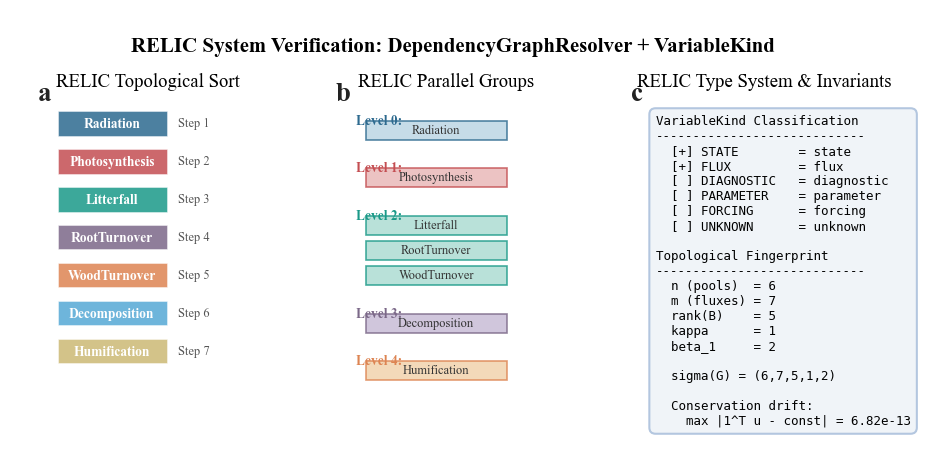 RELIC System Verification: DependencyGraphResolver + VariableKind
a
RELIC Topological Sort
Radiation Step 1
Photosynthesis Step 2
Litterfall Step 3
RootTurnover Step 4
WoodTurnover Step 5
Decomposition Step 6
Humification Step 7
b
RELIC Parallel Groups
Level 0:
Radiation
Level 1:
Photosynthesis
Level 2:
Litterfall
RootTurnover
WoodTurnover
Level 3:
Decomposition
Level 4:
Humification
c
RELIC Type System & Invariants
VariableKind Classification
----------------------------
[+] STATE = state
[+] FLUX = flux
[ ] DIAGNOSTIC = diagnostic
[ ] PARAMETER = parameter
[ ] FORCING = forcing
[ ] UNKNOWN = unknown
Topological Fingerprint
----------------------------
n (pools) = 6
m (fluxes) = 7
rank(B) = 5
kappa = 1
beta_1 = 2
sigma(G) = (6,7,5,1,2)
Conservation drift:
max |1^T u - const| = 6.82e-13